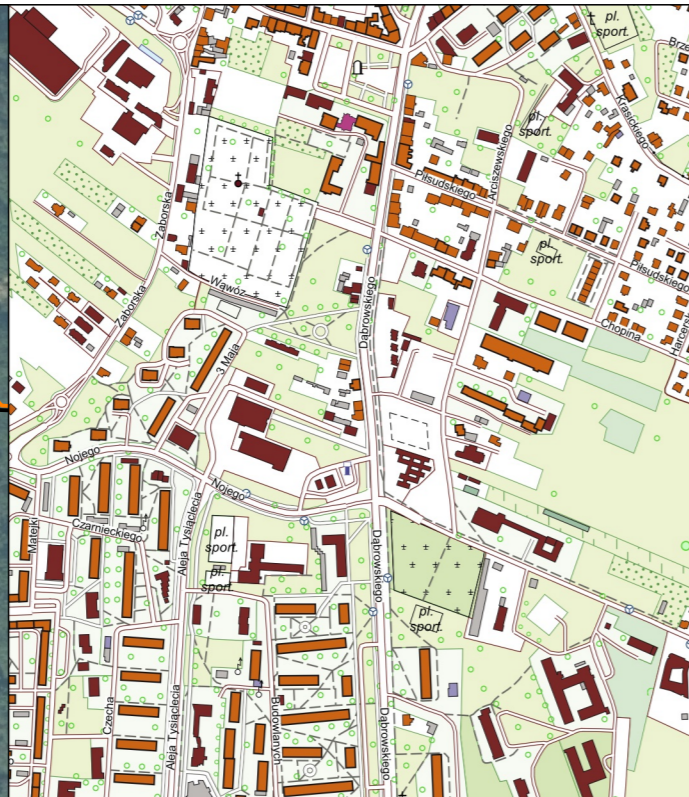 pl.
sport.
Brze
Krasickiego
pl.
sport.
Arciszewskiego
Piłsudskiego
Zaborska
pl.
sport.
Piłsudskiego
Wąwóz
Dąbrowskiego
Zaborska
Chopina
Harcerska
3 Maja
Nojego
Nojego
Matejki
Czarnieckiego
Aleja Tysiąclecia
pl.
sport.
pl.
sport.
Dąbrowskiego
pl.
sport.
Czecha
Aleja Tysiąclecia
Budowlanych
Dąbrowskiego